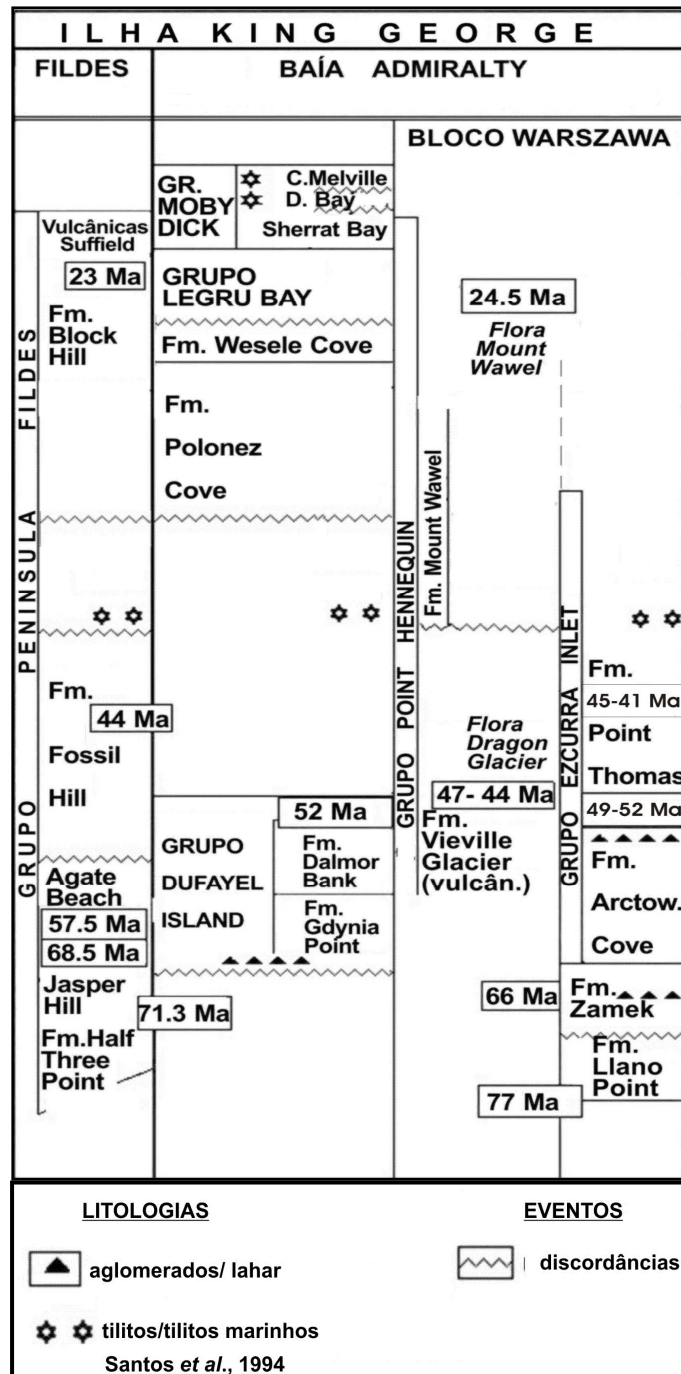 ILHA KING GEORGE
FILDES
BAÍA ADMIRALTY
BLOCO WARSZAWA
GRUPO PENINSULA FILDES
Vulcânicas
Suffield
23 Ma
Fm.
Block
Hill
Fm.
44 Ma
Fossil
Hill
Agate
Beach
57.5 Ma
68.5 Ma
Jasper
Hill
71.3 Ma
Fm.Half
Three
Point
GR.
MOBY
DICK
C.Melville
D. Bay
Sherrat Bay
GRUPO
LEGRU BAY
Fm. Wesele Cove
Fm.
Polonez
Cove
52 Ma
GRUPO
DUFAYEL
ISLAND
Fm.
Dalmor
Bank
Fm.
Gdynia
Point
GRUPO POINT HENNEQUIN
Fm. Mount Wawel
24.5 Ma
Flora
Mount
Wawel
Flora
Dragon
Glacier
47- 44 Ma
Fm.
Vieville
Glacier
(vulcân.)
66 Ma
77 Ma
GRUPO EZCURRA INLET
Fm.
45-41 Ma
Point
Thomas
49-52 Ma
Fm.
Arctow.
Cove
Fm.
Zamek
Fm.
Llano
Point
LITOLOGIAS
aglomerados/ lahar
tilitos/tilitos marinhos
Santos et al., 1994
EVENTOS
discordâncias